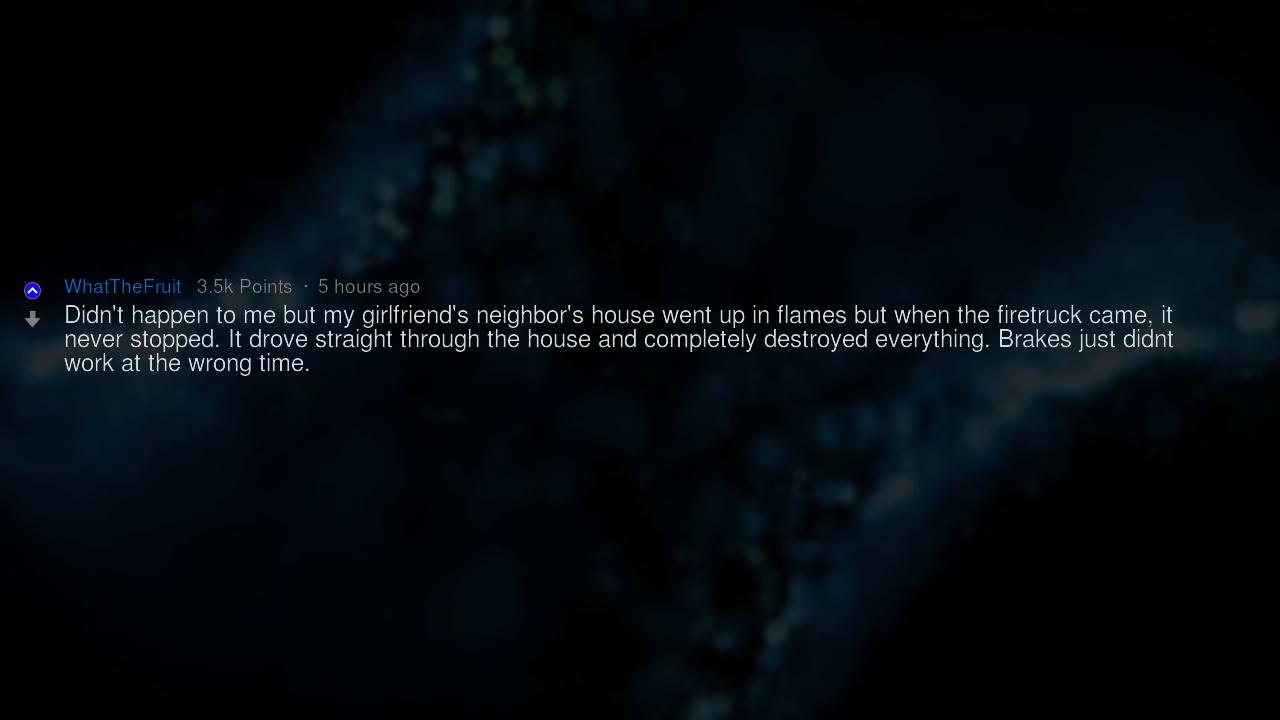 WhatTheFruit 3.5k Points · 5 hours ago
Didn't happen to me but my girlfriend's neighbor's house went up in flames but when the firetruck came, it
never stopped. It drove straight through the house and completely destroyed everything. Brakes just didnt
work at the wrong time.